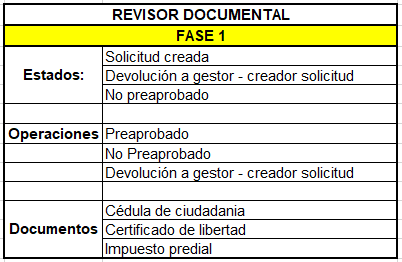 REVISOR DOCUMENTAL
FASE 1
Estados:
Solicitud creada
Devolución a gestor - creador solicitud
No preaprobado
Operaciones
Preaprobado
No Preaprobado
Devolución a gestor - creador solicitud
Documentos
Cédula de ciudadania
Certificado de libertad
Impuesto predial